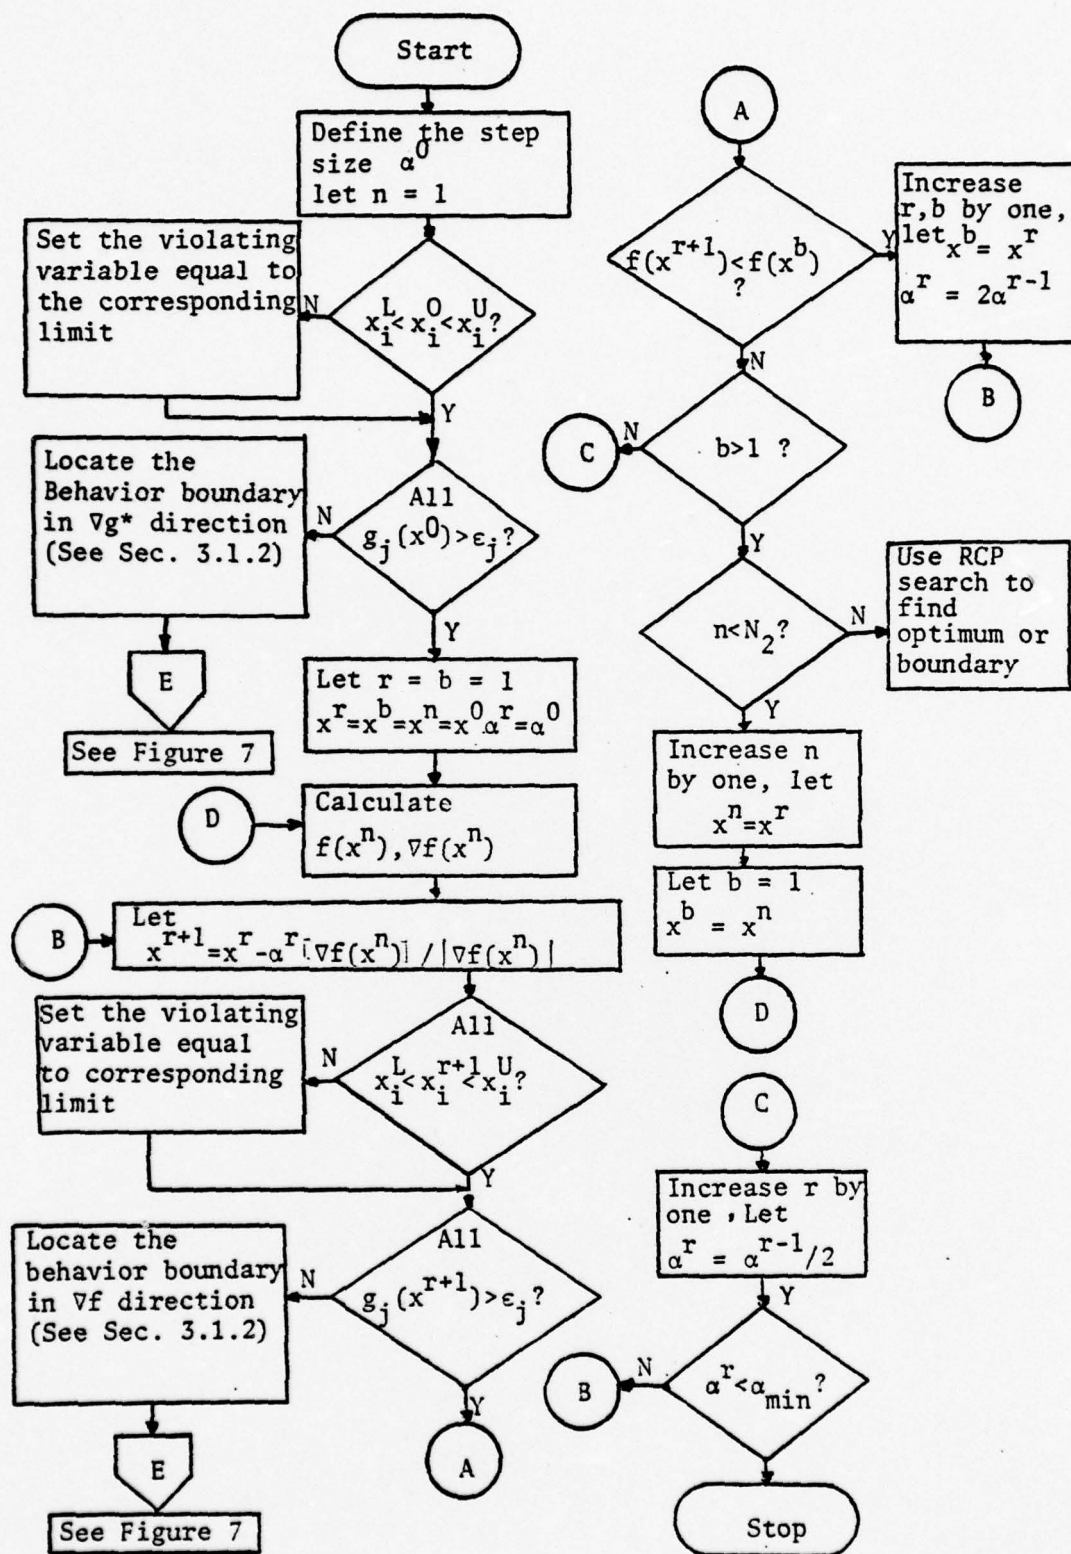 Start
Define the step
size α⁰
let n = 1
Set the violating
variable equal to
the corresponding
limit
N
x_i^L < x_i^0 < x_i^U?
Y
Locate the
Behavior boundary
in ∇g* direction
(See Sec. 3.1.2)
N
All
g_j(x⁰)>ε_j?
Y
E
See Figure 7
Let r = b = 1
x^r=x^b=x^n=x^0.α^r=α^0
D
Calculate
f(x^n),∇f(x^n)
B
Let
x^{r+1}=x^r-α^r[∇f(x^n)]/|∇f(x^n)|
Set the violating
variable equal
to corresponding
limit
N
All
x_i^L < x_i^{r+1} < x_i^U?
Y
Locate the
behavior boundary
in ∇f direction
(See Sec. 3.1.2)
N
All
g_j(x^{r+1})>ε_j?
Y
E
See Figure 7
A
A
f(x^{r+1})<f(x^b)
?
Y
Increase
r,b by one,
let x^b = x^r
α^r = 2α^{r-1}
B
N
b>1 ?
N
C
Y
n<N_2?
N
Use RCP
search to
find
optimum or
boundary
Y
Increase n
by one, let
x^n=x^r
Let b = 1
x^b = x^n
D
C
Increase r by
one, Let
α^r = α^{r-1}/2
Y
α^r<α_min?
N
B
Stop